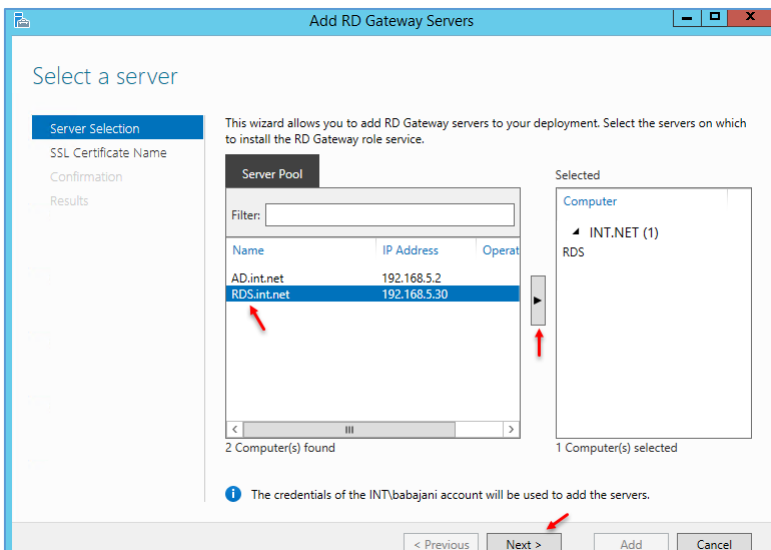 Add RD Gateway Servers
Select a server
Server Selection
SSL Certificate Name
Confirmation
Results
This wizard allows you to add RD Gateway servers to your deployment. Select the servers on which
to install the RD Gateway role service.
Server Pool
Filter:
Name IP Address Operat
AD.int.net 192.168.5.2
RDS.int.net 192.168.5.30
2 Computer(s) found
Selected
Computer
INT.NET (1)
RDS
1 Computer(s) selected
The credentials of the INT\babajani account will be used to add the servers.
< Previous Next > Add Cancel